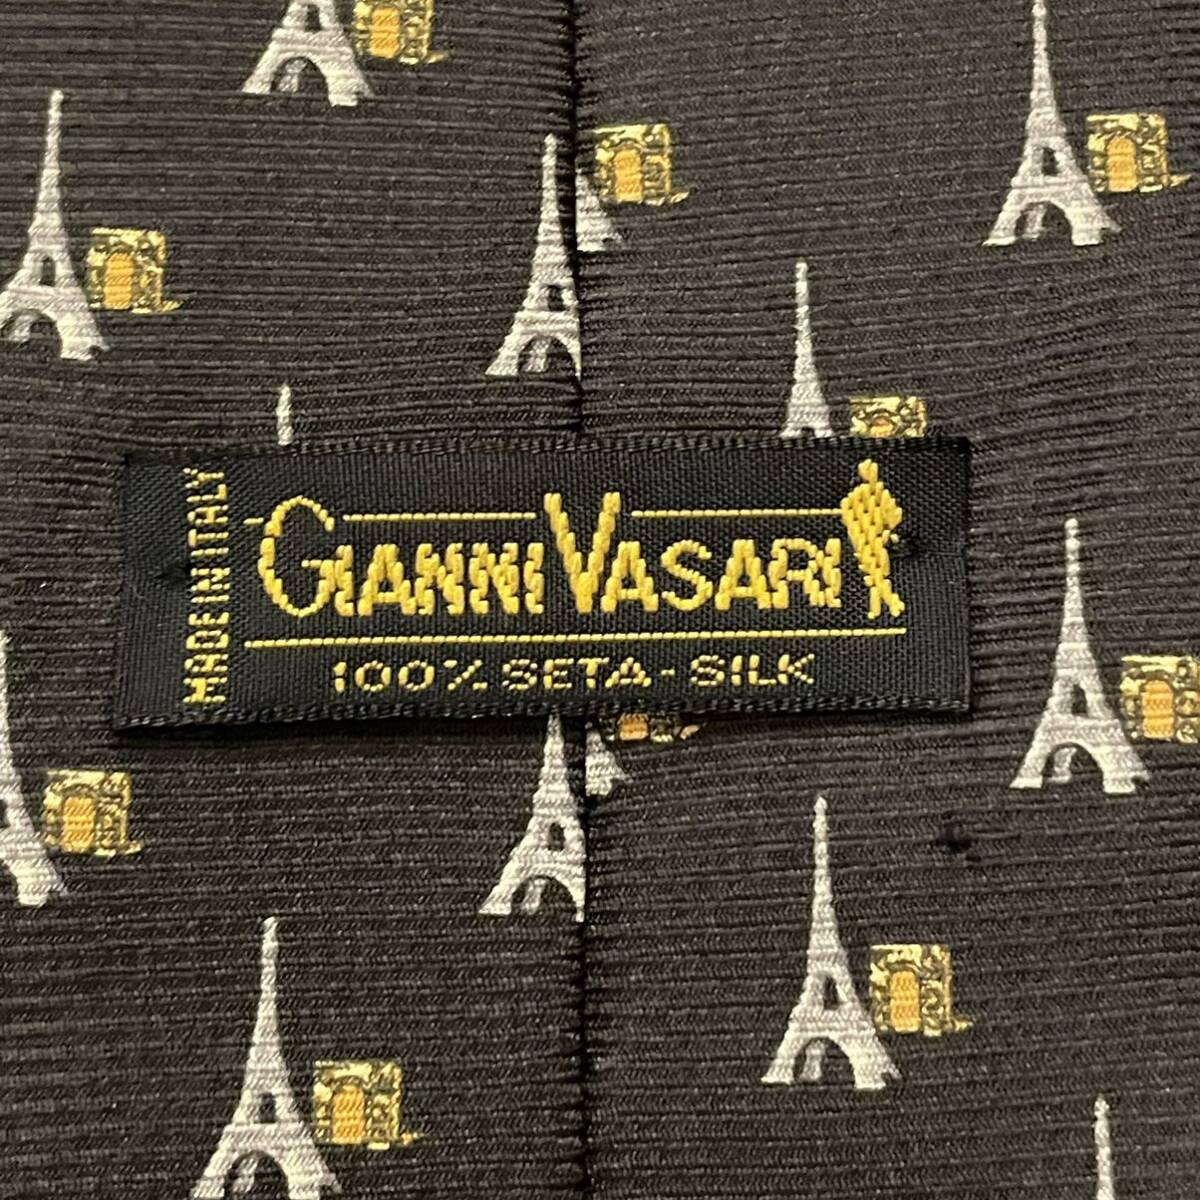 MADE IN ITALY
GIANNI VASARI
100% SETA - SILK